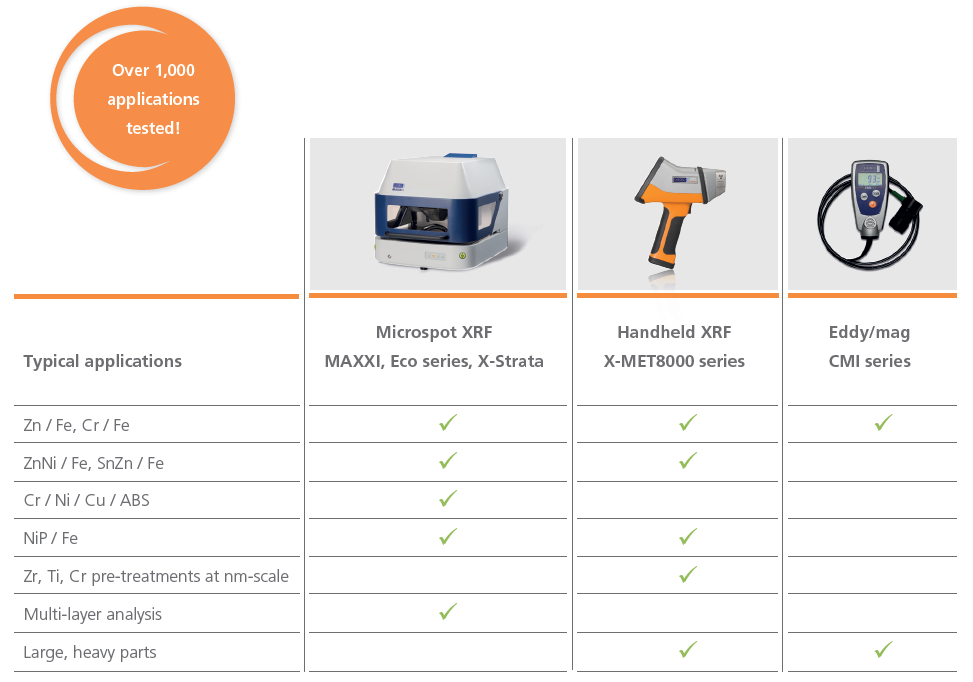 Over 1,000
applications
tested!
Typical applications
Microspot XRF
MAXXI, Eco series, X-Strata
Handheld XRF
X-MET8000 series
Eddy/mag
CMI series
Zn / Fe, Cr / Fe ✓ ✓ ✓
ZnNi / Fe, SnZn / Fe ✓ ✓
Cr / Ni / Cu / ABS ✓
NiP / Fe ✓ ✓
Zr, Ti, Cr pre-treatments at nm-scale ✓
Multi-layer analysis ✓
Large, heavy parts ✓ ✓